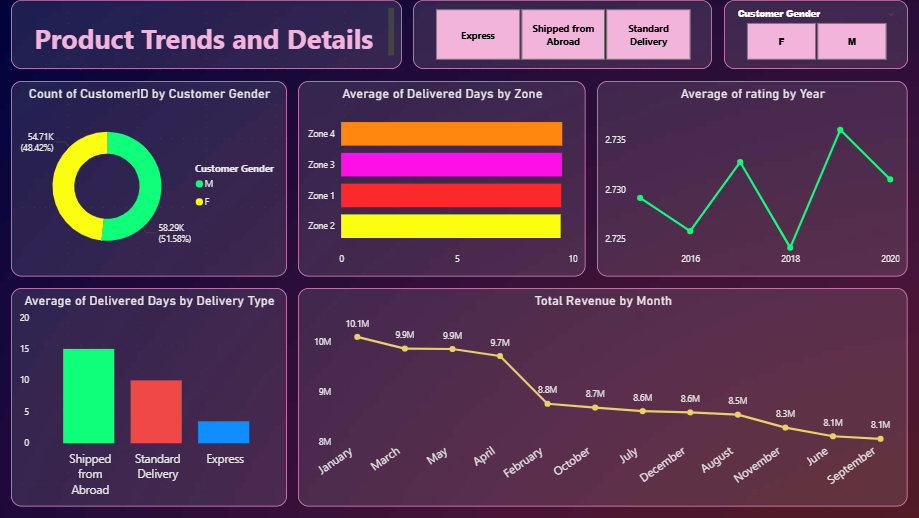 Product Trends and Details
Express
Shipped from
Abroad
Standard
Delivery
Customer Gender
F
M
Count of CustomerID by Customer Gender
54.71K
(48.42%)
Customer Gender
M
F
58.29K
(51.58%)
Average of Delivered Days by Zone
Zone 4
Zone 3
Zone 1
Zone 2
0
5
10
Average of rating by Year
2.735
2.730
2.725
2016
2018
2020
Average of Delivered Days by Delivery Type
20
15
10
5
0
Shipped
from
Abroad
Standard
Delivery
Express
Total Revenue by Month
10M
9M
8M
10.1M
9.9M
9.9M
9.7M
8.8M
8.7M
8.6M
8.6M
8.5M
8.3M
8.1M
8.1M
January
March
May
April
February
October
July
December
August
November
June
September